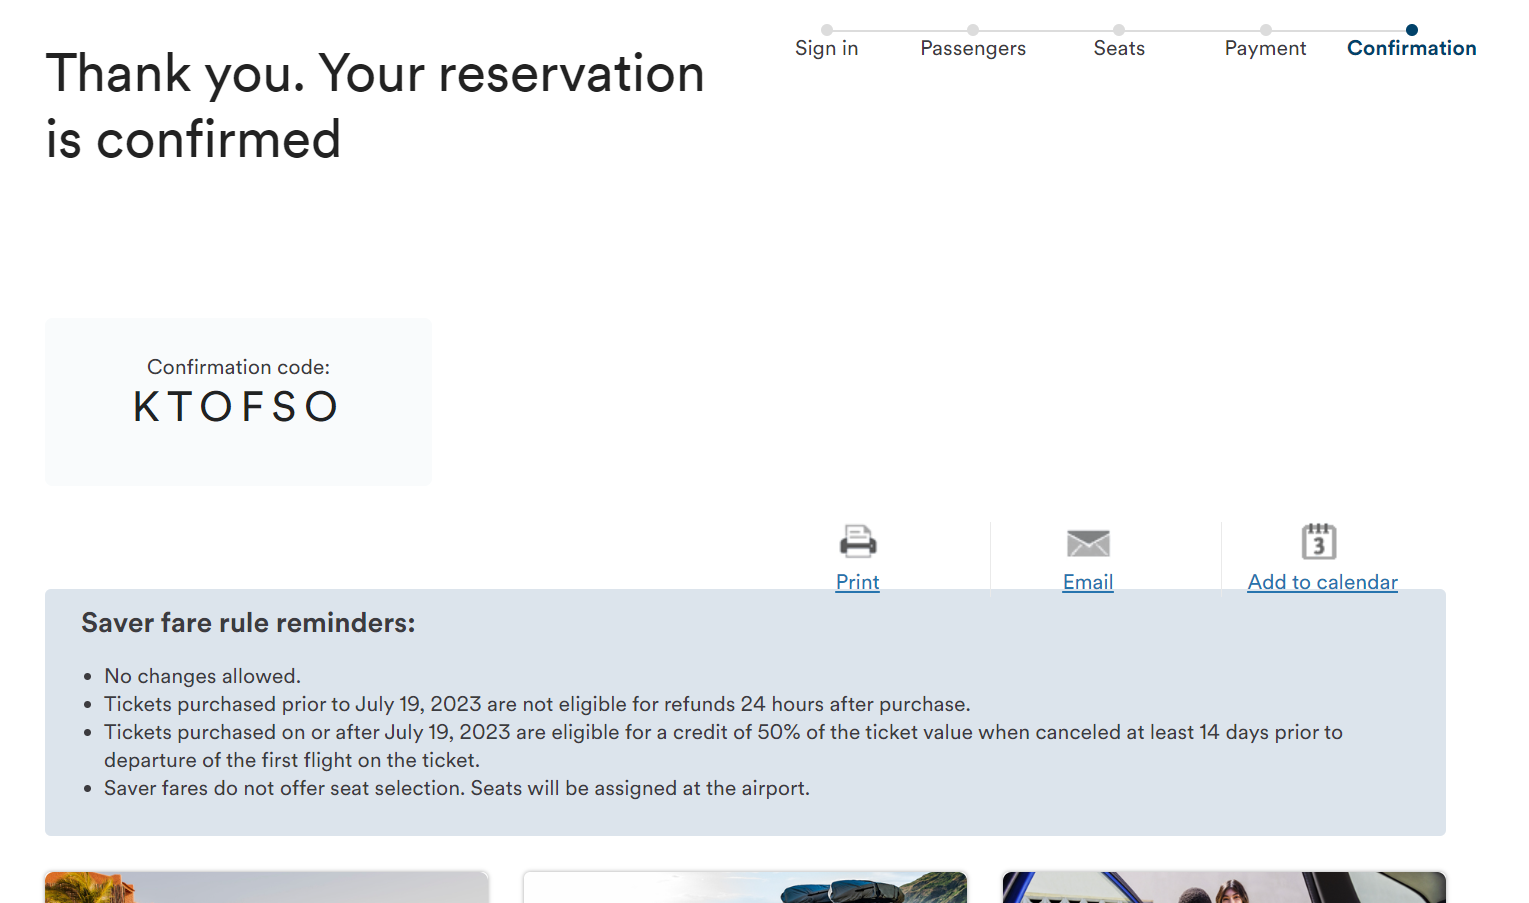 Sign in
Passengers
Seats
Payment
Confirmation
Thank you. Your reservation
is confirmed
Confirmation code:
KTOFSO
3
Print
Email
Add to calendar
Saver fare rule reminders:
• No changes allowed.
• Tickets purchased prior to July 19, 2023 are not eligible for refunds 24 hours after purchase.
• Tickets purchased on or after July 19, 2023 are eligible for a credit of 50% of the ticket value when canceled at least 14 days prior to
departure of the first flight on the ticket.
• Saver fares do not offer seat selection. Seats will be assigned at the airport.